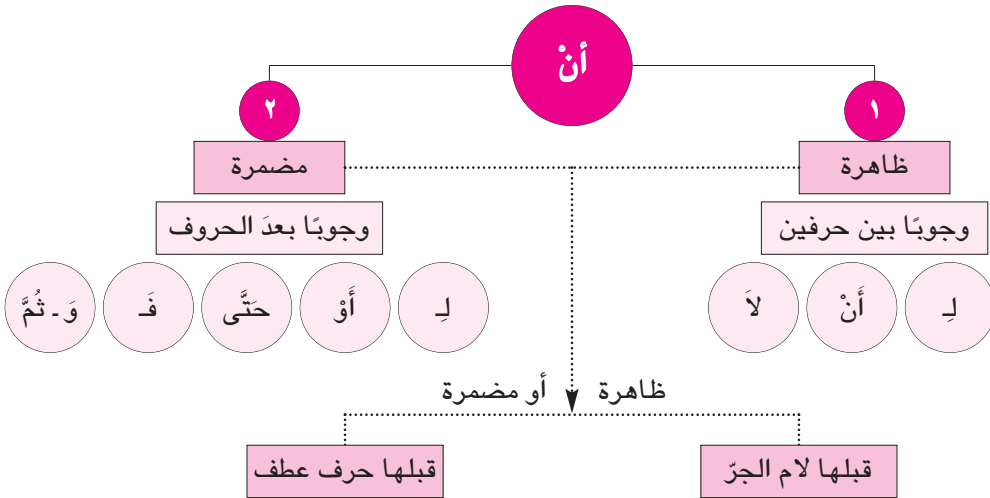 أنْ
١
٢
ظاهرة
مضمرة
وجوبًا بين حرفين
وجوبًا بعدَ الحروف
لِـ
أَنْ
لاَ
لِـ
أَوْ
حَتَّى
فَـ
وَ ـ ثُمَّ
ظاهرة أو مضمرة
قبلها لام الجرّ
قبلها حرف عطف